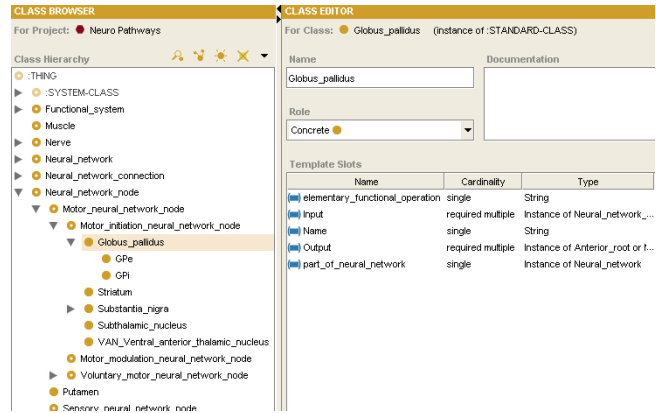 CLASS BROWSER
For Project: Neuro Pathways
Class Hierarchy
:THING
:SYSTEM-CLASS
Functional_system
Muscle
Nerve
Neural_network
Neural_network_connection
Neural_network_node
Motor_neural_network_node
Motor_initiation_neural_network_node
Globus_pallidus
GPe
GPi
Striatum
Substantia_nigra
Subthalamic_nucleus
VAN_Ventral_anterior_thalamic_nucleus
Motor_modulation_neural_network_node
Voluntary_motor_neural_network_node
Putamen
Sensory_neural_network_node
CLASS EDITOR
For Class: Globus_pallidus (instance of :STANDARD-CLASS)
Name Documentation
Globus_pallidus
Role
Concrete
Template Slots
Name Cardinality Type
elementary_functional_operation single String
Input required multiple Instance of Neural_network_...
Name single String
Output required multiple Instance of Anterior_root or
part_of_neural_network single Instance of Neural_network